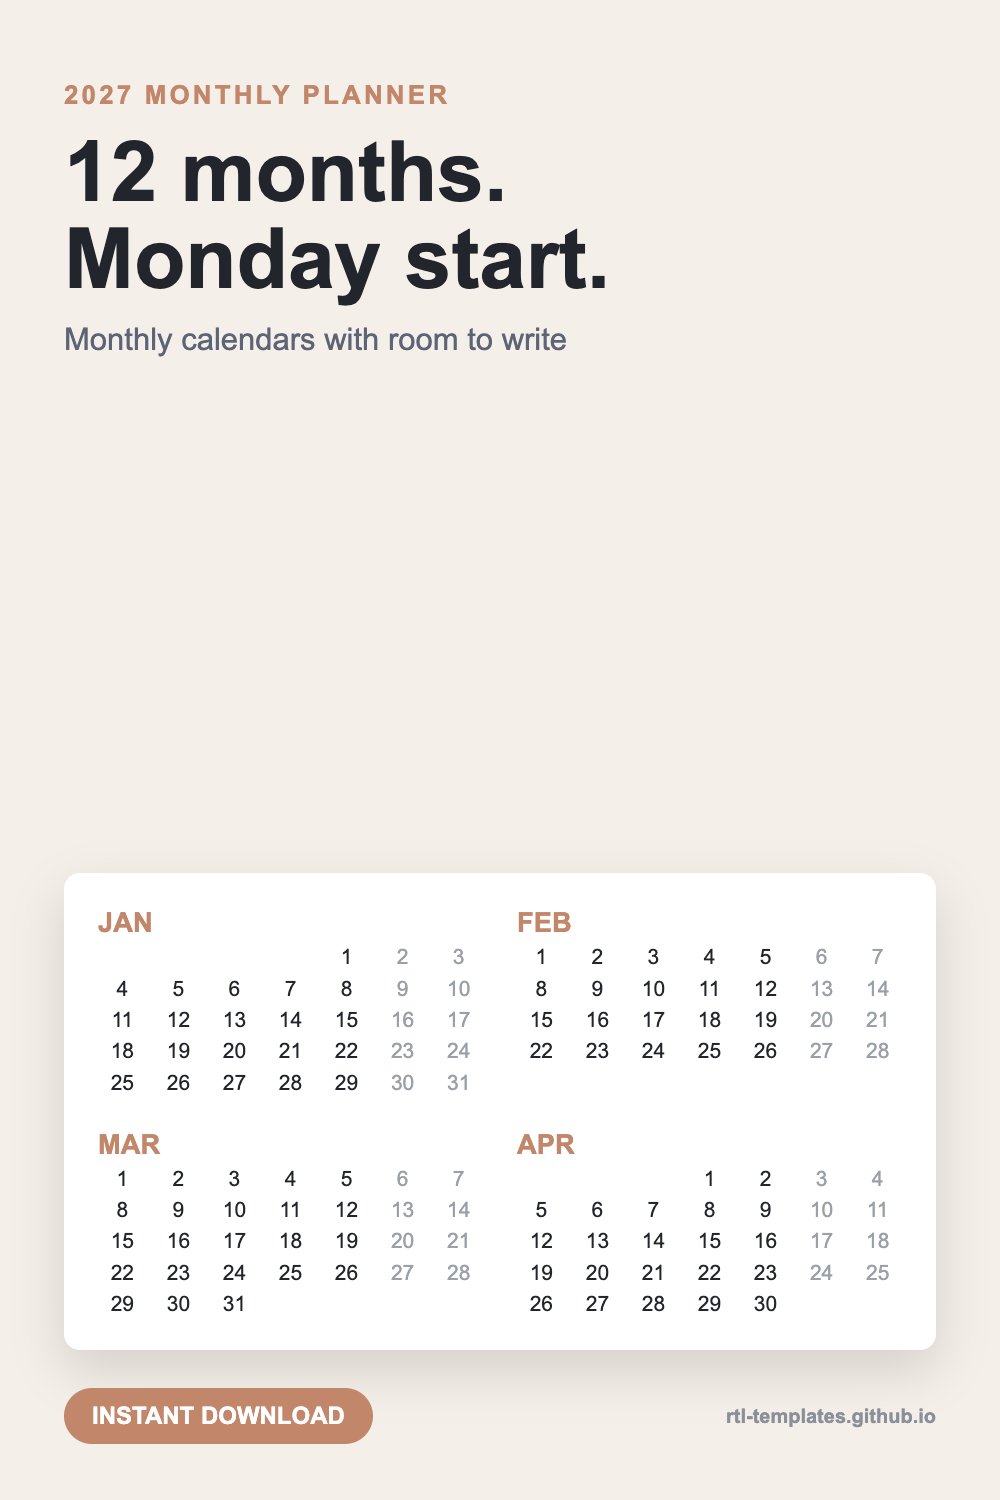 2027 MONTHLY PLANNER
12 months.
Monday start.
Monthly calendars with room to write
JAN
1 2 3
4 5 6 7 8 9 10
11 12 13 14 15 16 17
18 19 20 21 22 23 24
25 26 27 28 29 30 31
FEB
1 2 3 4 5 6 7
8 9 10 11 12 13 14
15 16 17 18 19 20 21
22 23 24 25 26 27 28
MAR
1 2 3 4 5 6 7
8 9 10 11 12 13 14
15 16 17 18 19 20 21
22 23 24 25 26 27 28
29 30 31
APR
1 2 3 4
5 6 7 8 9 10 11
12 13 14 15 16 17 18
19 20 21 22 23 24 25
26 27 28 29 30
INSTANT DOWNLOAD
rtl-templates.github.io